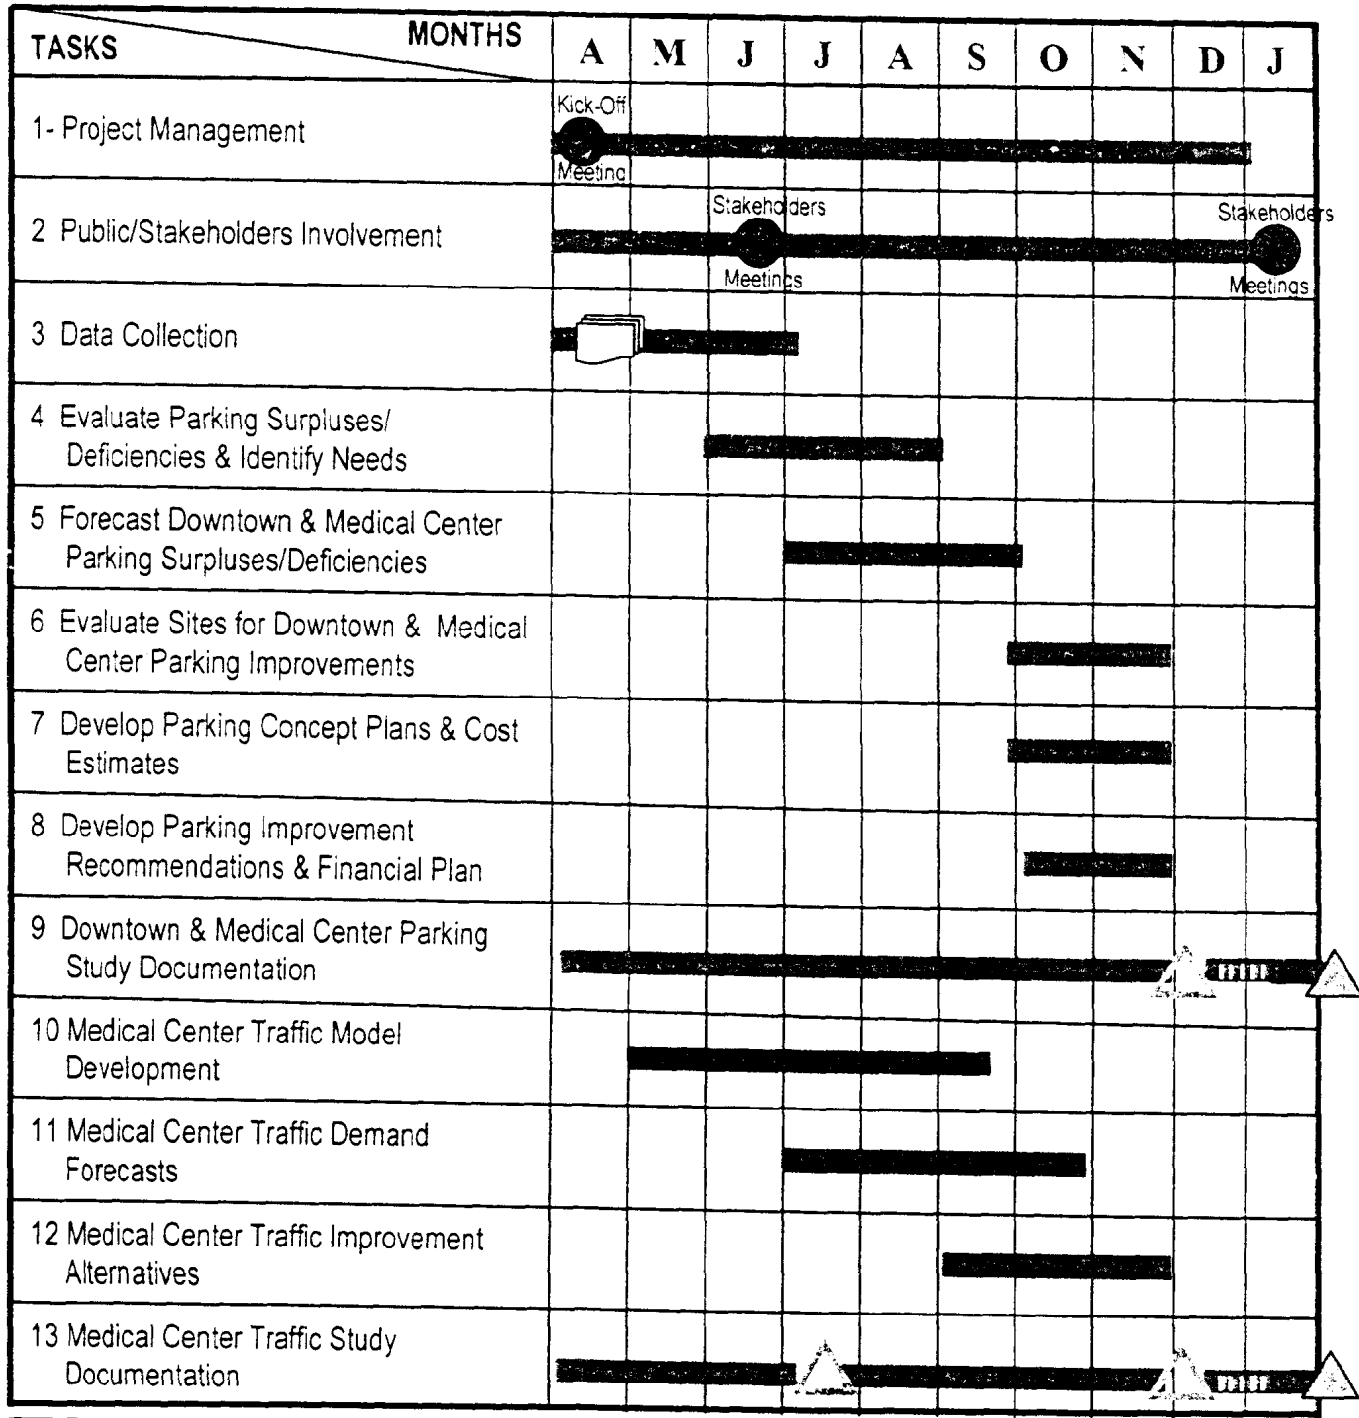 MONTHS
TASKS
A M J J A S O N D J
Kick-Off
1- Project Management
Meeting
Stakeholders
Stakeholders
2 Public/Stakeholders Involvement
Meetings
Meetings
3 Data Collection
4 Evaluate Parking Surpluses/
Deficiencies & Identify Needs
5 Forecast Downtown & Medical Center
Parking Surpluses/Deficiencies
6 Evaluate Sites for Downtown & Medical
Center Parking Improvements
7 Develop Parking Concept Plans & Cost
Estimates
8 Develop Parking Improvement
Recommendations & Financial Plan
9 Downtown & Medical Center Parking
Study Documentation
10 Medical Center Traffic Model
Development
11 Medical Center Traffic Demand
Forecasts
12 Medical Center Traffic Improvement
Alternatives
13 Medical Center Traffic Study
Documentation